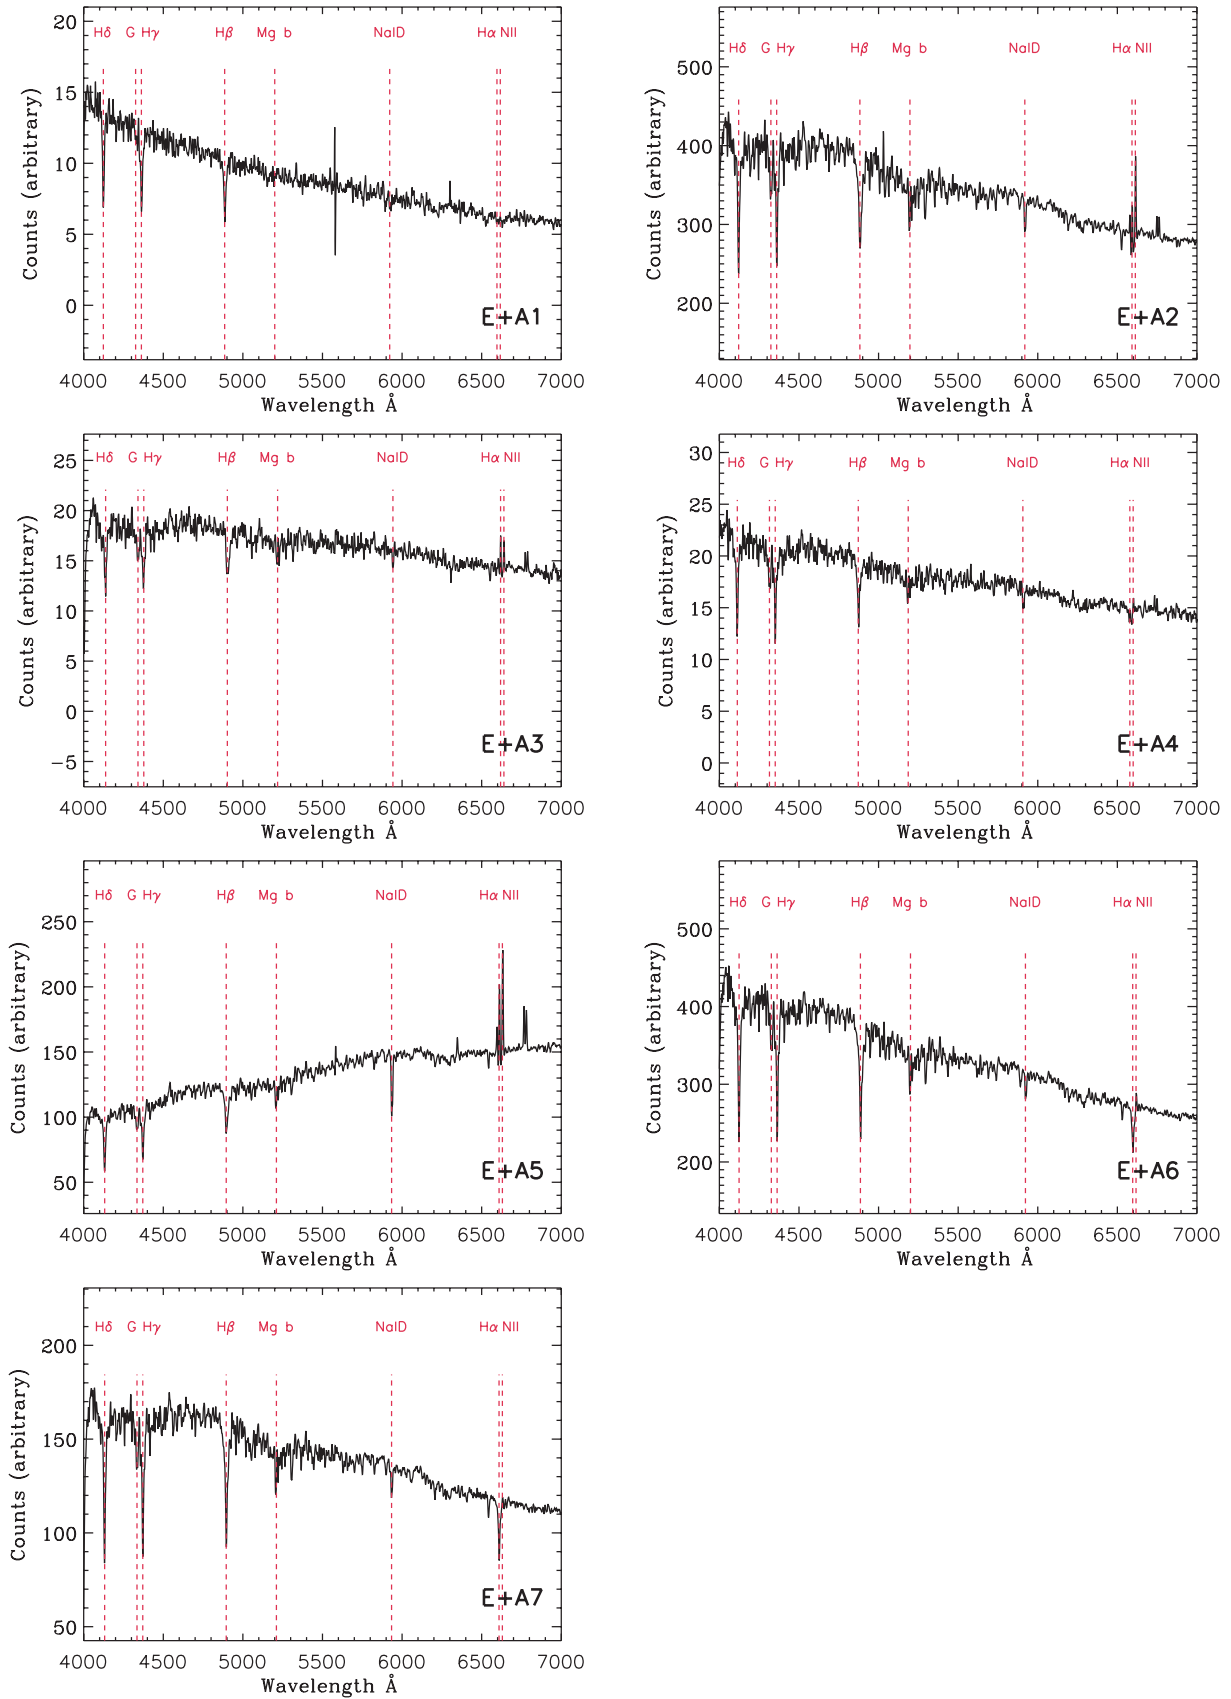 Hδ G Hγ Hβ Mg b NaID Hα NII
20
15
10
5
0
Counts (arbitrary)
E+A1
4000 4500 5000 5500 6000 6500 7000
Wavelength Å
Hδ G Hγ Hβ Mg b NaID Hα NII
500
400
300
200
Counts (arbitrary)
E+A2
4000 4500 5000 5500 6000 6500 7000
Wavelength Å
Hδ G Hγ Hβ Mg b NaID Hα NII
25
20
15
10
5
0
−5
Counts (arbitrary)
E+A3
4000 4500 5000 5500 6000 6500 7000
Wavelength Å
Hδ G Hγ Hβ Mg b NaID Hα NII
30
25
20
15
10
5
0
Counts (arbitrary)
E+A4
4000 4500 5000 5500 6000 6500 7000
Wavelength Å
Hδ G Hγ Hβ Mg b NaID Hα NII
250
200
150
100
50
Counts (arbitrary)
E+A5
4000 4500 5000 5500 6000 6500 7000
Wavelength Å
Hδ G Hγ Hβ Mg b NaID Hα NII
500
400
300
200
Counts (arbitrary)
E+A6
4000 4500 5000 5500 6000 6500 7000
Wavelength Å
Hδ G Hγ Hβ Mg b NaID Hα NII
200
150
100
50
Counts (arbitrary)
E+A7
4000 4500 5000 5500 6000 6500 7000
Wavelength Å